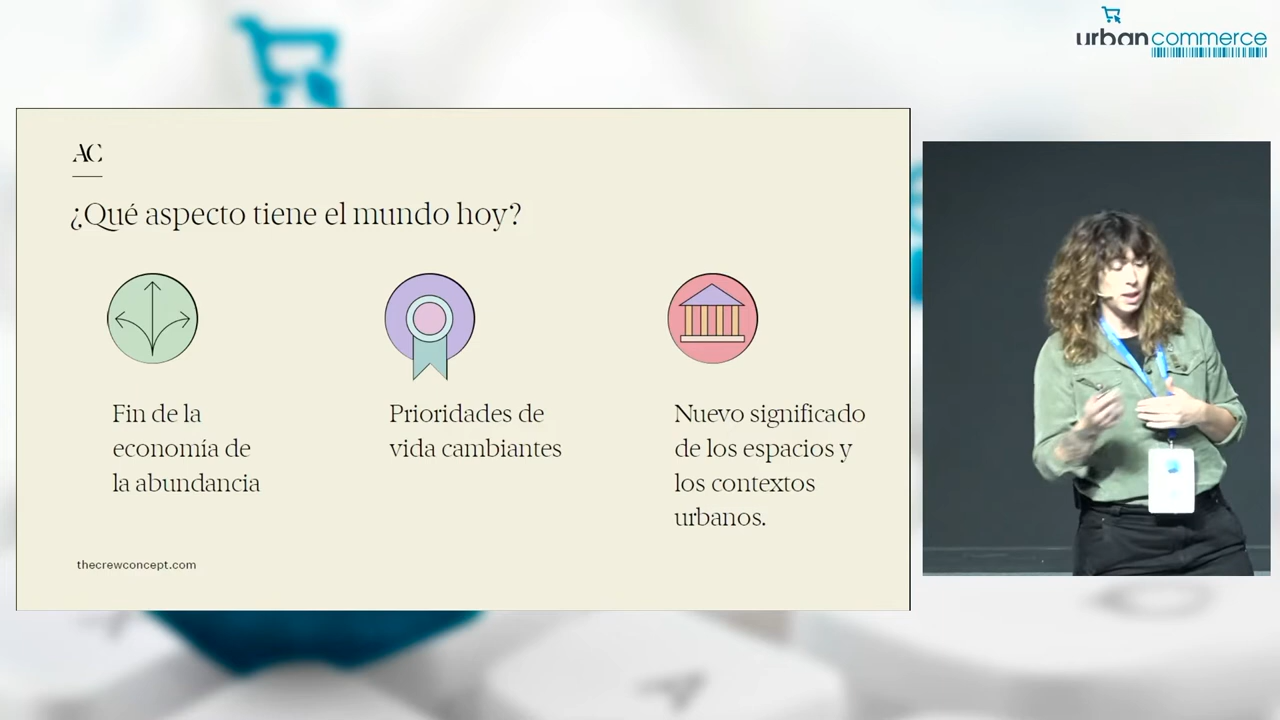 urbancommerce
AC
¿Qué aspecto tiene el mundo hoy?
Fin de la
economía de
la abundancia
Prioridades de
vida cambiantes
Nuevo significado
de los espacios y
los contextos
urbanos.
thecrewconcept.com